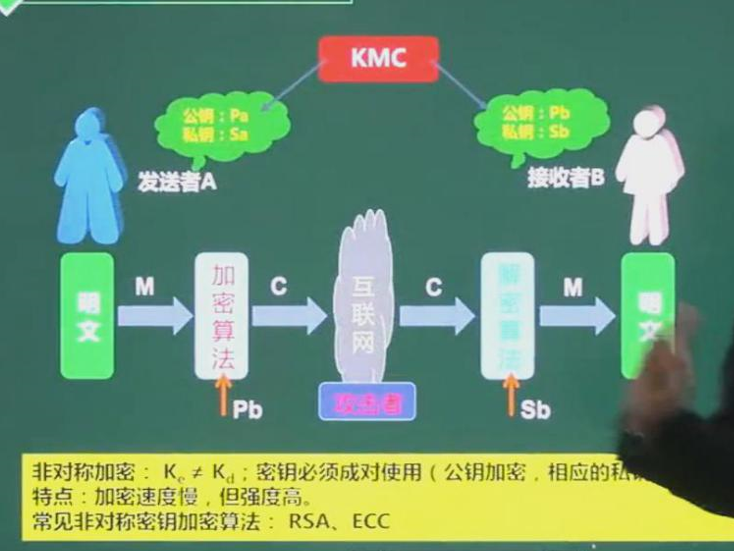 KMC
公钥：Pa
私钥：Sa
公钥：Pb
私钥：Sb
发送者A
接收者B
明文
M
加密算法
C
互联网
C
解密算法
M
明文
攻击者
Pb
Sb
非对称加密： Ke ≠ Kd；密钥必须成对使用（公钥加密，相应的私
特点：加密速度慢，但强度高。
常见非对称密钥加密算法： RSA、ECC